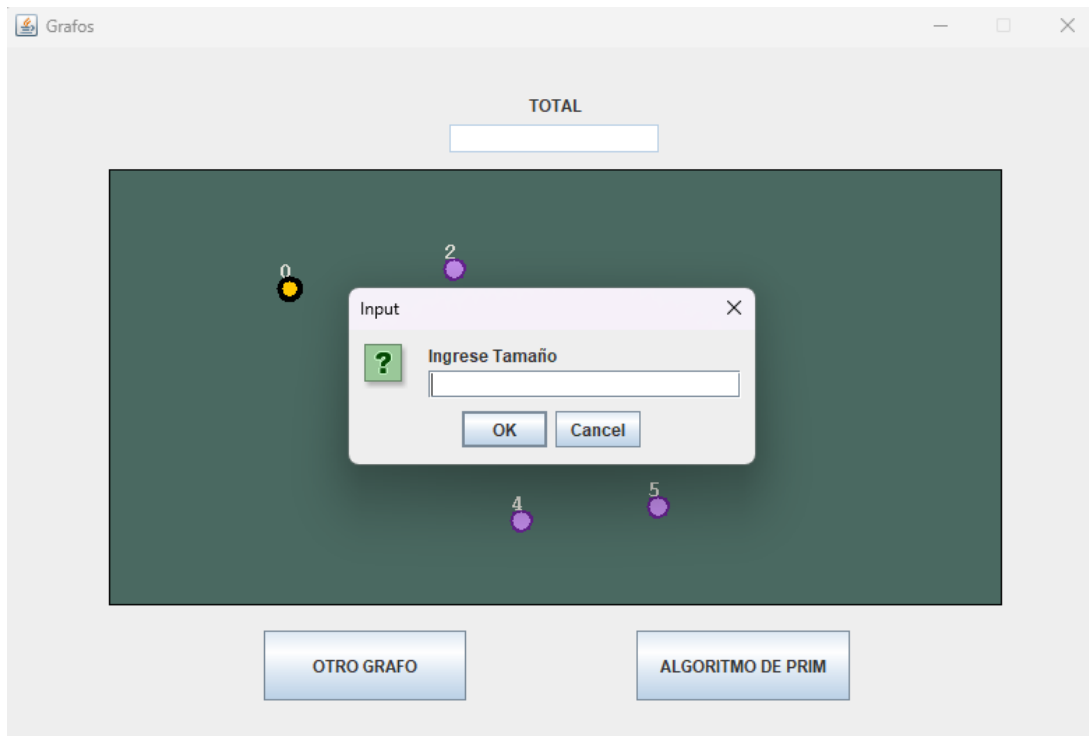 Grafos
TOTAL
0
2
Input
?
Ingrese Tamaño
OK Cancel
4
5
OTRO GRAFO ALGORITMO DE PRIM